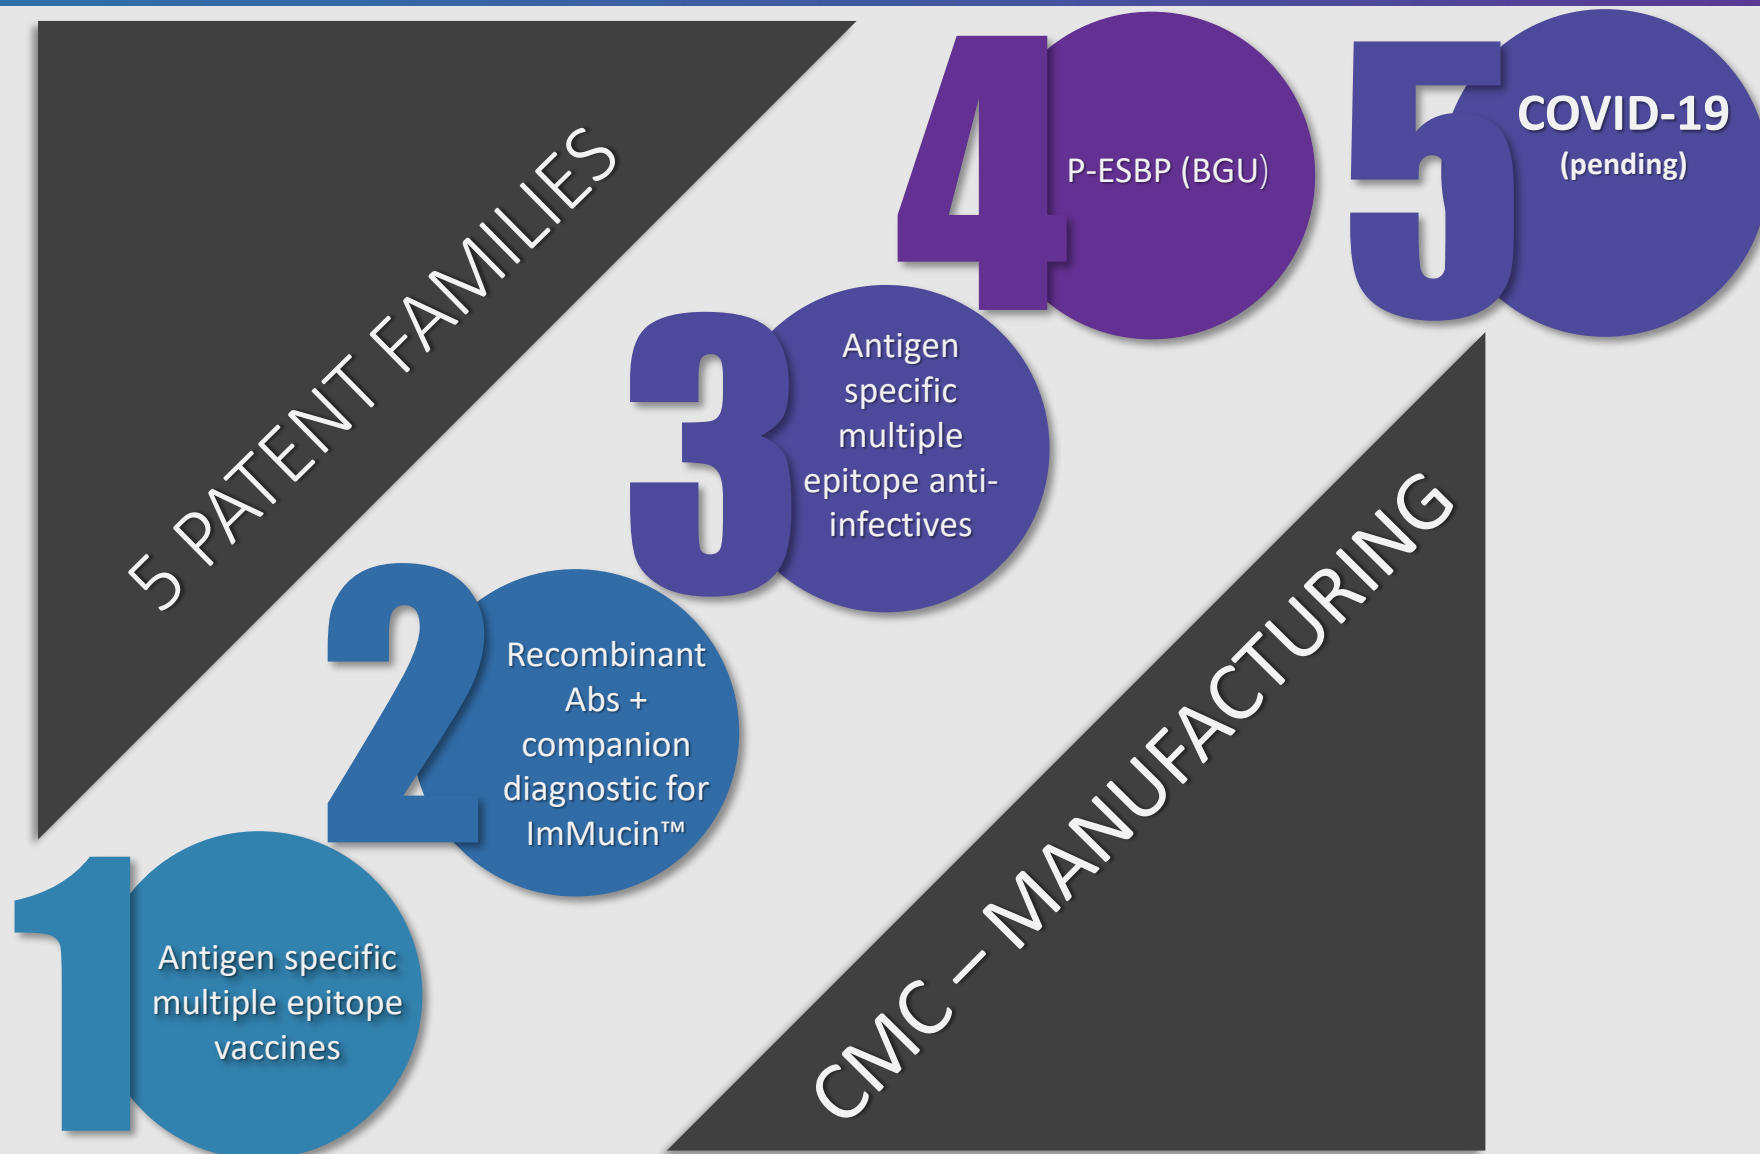 5 PATENT FAMILIES
1
Antigen specific
multiple epitope
vaccines
2
Recombinant
Abs +
companion
diagnostic for
ImMucin™
3
Antigen
specific
multiple
epitope anti-
infectives
4
P-ESBP (BGU)
5
COVID-19
(pending)
CMC – MANUFACTURING